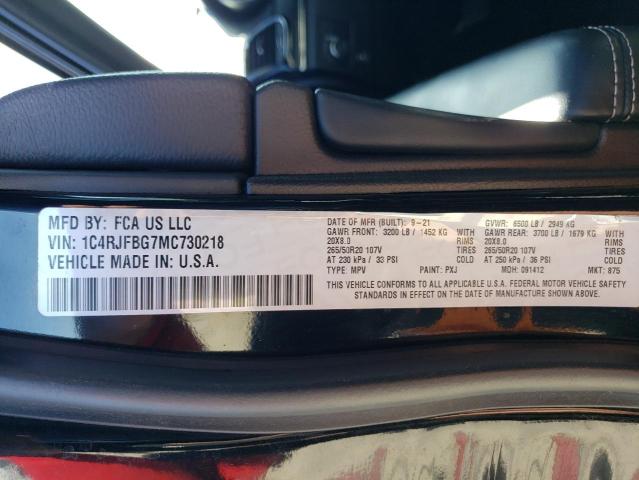 MFD BY: FCA US LLC
VIN: 1C4RJFBG7MC730218
VEHICLE MADE IN: U.S.A.
DATE OF MFR (BUILT): 9-21 GVWR: 6500 LB / 2949 KG
GAWR FRONT: 3200 LB / 1452 KG GAWR REAR: 3700 LB / 1679 KG
20X8.0 RIMS 20X8.0
265/50R20 107V TIRES 265/50R20 107V TIRES
AT 230 kPa / 33 PSI COLD AT 250 kPa / 36 PSI COLD
TYPE: MPV PAINT: PXJ MDH: 091412 MKT: 875
THIS VEHICLE CONFORMS TO ALL APPLICABLE U.S.A. FEDERAL MOTOR VEHICLE SAFETY
STANDARDS IN EFFECT ON THE DATE OF MANUFACTURE SHOWN ABOVE.